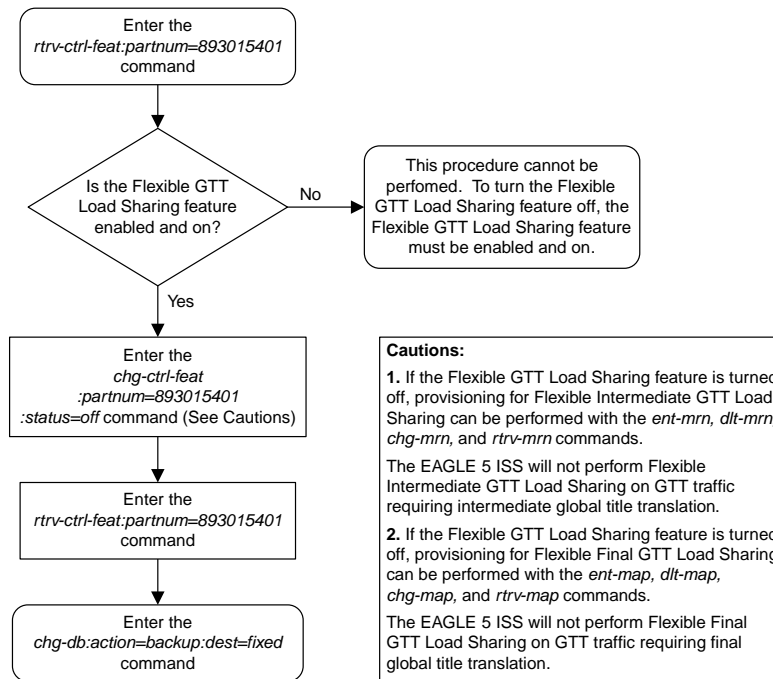 Enter the
rtrv-ctrl-feat:partnum=893015401
command
Is the Flexible GTT
Load Sharing feature
enabled and on?
No
This procedure cannot be
perfomed. To turn the Flexible
GTT Load Sharing feature off, the
Flexible GTT Load Sharing feature
must be enabled and on.
Yes
Enter the
chg-ctrl-feat
:partnum=893015401
:status=off command (See Cautions)
Enter the
rtrv-ctrl-feat:partnum=893015401
command
Enter the
chg-db:action=backup:dest=fixed
command
Cautions:
1. If the Flexible GTT Load Sharing feature is turned
off, provisioning for Flexible Intermediate GTT Load
Sharing can be performed with the ent-mrn, dlt-mrn,
chg-mrn, and rtrv-mrn commands.
The EAGLE 5 ISS will not perform Flexible
Intermediate GTT Load Sharing on GTT traffic
requiring intermediate global title translation.
2. If the Flexible GTT Load Sharing feature is turned
off, provisioning for Flexible Final GTT Load Sharing
can be performed with the ent-map, dlt-map,
chg-map, and rtrv-map commands.
The EAGLE 5 ISS will not perform Flexible Final
GTT Load Sharing on GTT traffic requiring final
global title translation.